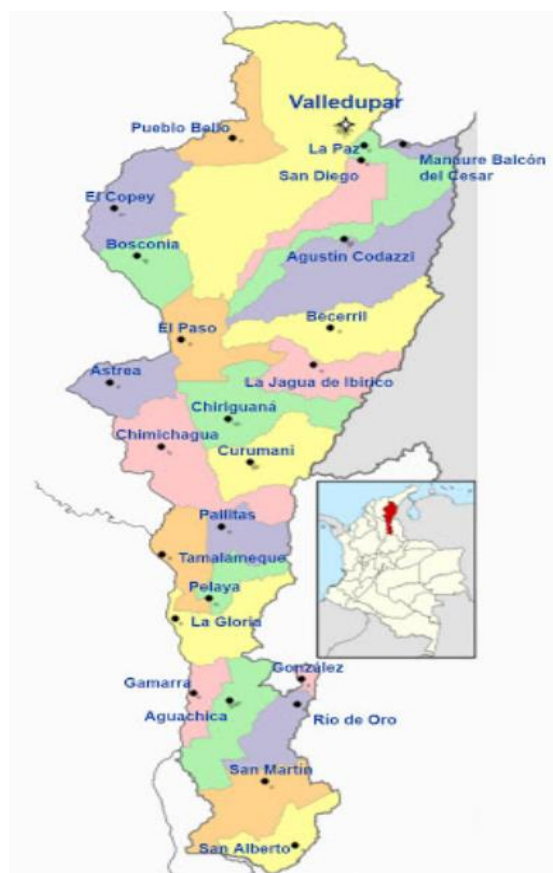 Valledupar
Pueblo Bello
La Paz
Manaure Balcón
del Cesar
San Diego
El Copey
Bosconia
Agustín Codazzi
Becerril
El Paso
Astrea
La Jagua de Ibirico
Chiriguaná
Chimichagua
Curumaní
Pailitas
Tamalameque
Pelaya
La Gloria
González
Gamarra
Aguachica
Río de Oro
San Martín
San Alberto